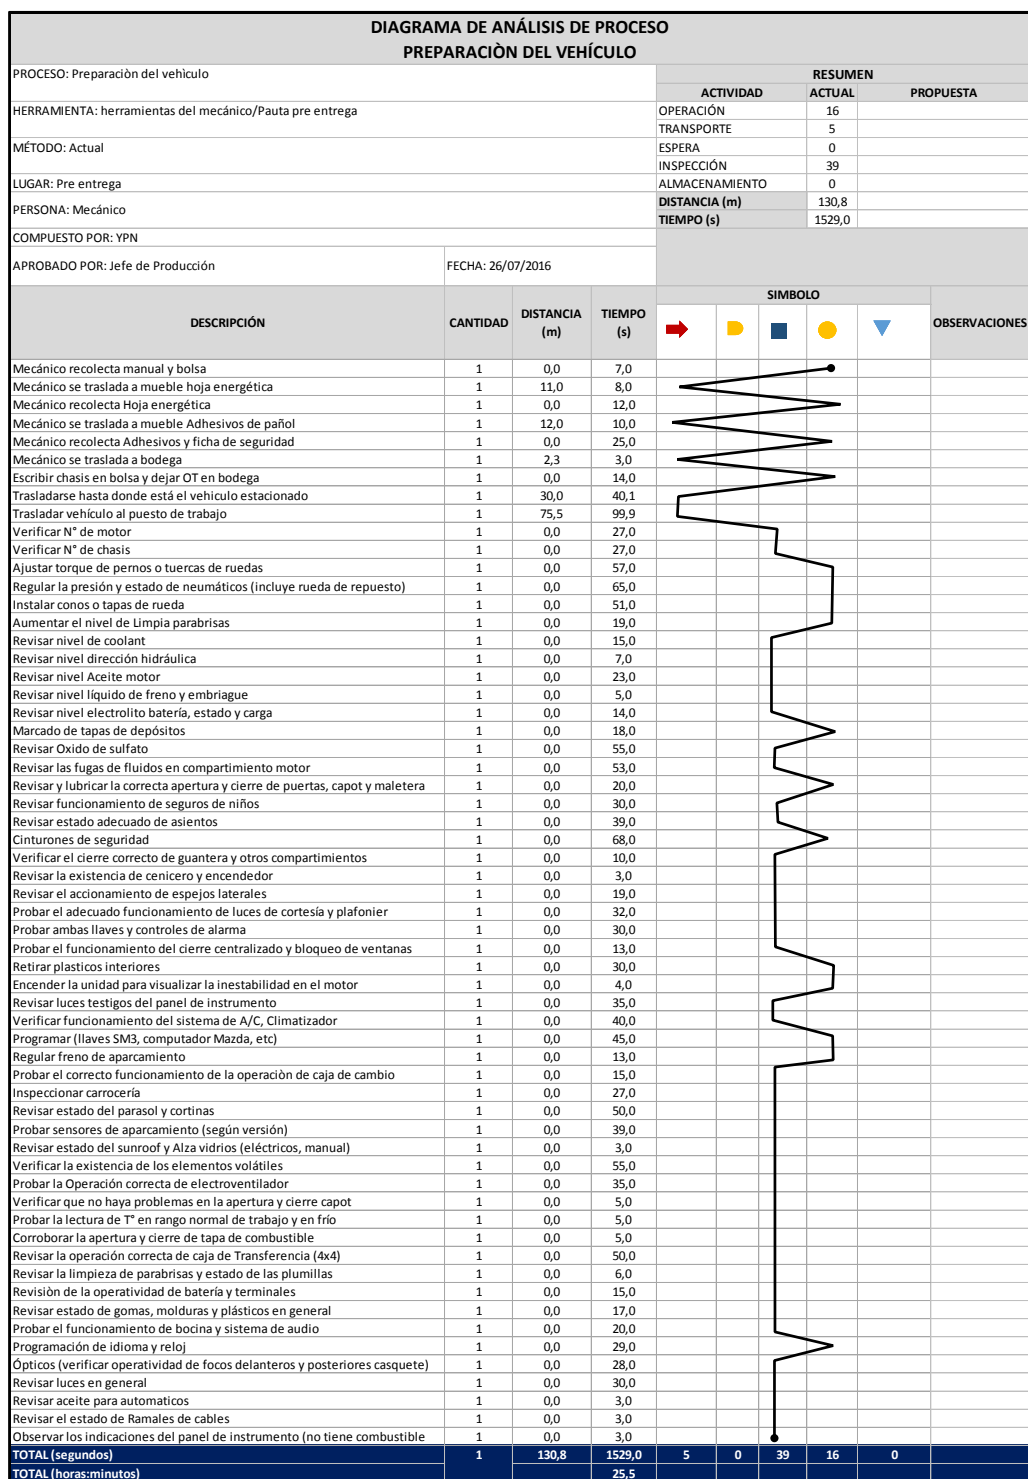 DIAGRAMA DE ANÁLISIS DE PROCESO
PREPARACIÒN DEL VEHÍCULO
PROCESO: Preparaciòn del vehìculo
RESUMEN
ACTIVIDAD ACTUAL PROPUESTA
HERRAMIENTA: herramientas del mecánico/Pauta pre entrega
OPERACIÓN 16
TRANSPORTE 5
MÉTODO: Actual
ESPERA 0
INSPECCIÓN 39
LUGAR: Pre entrega
ALMACENAMIENTO 0
PERSONA: Mecánico
DISTANCIA (m) 130,8
TIEMPO (s) 1529,0
COMPUESTO POR: YPN
APROBADO POR: Jefe de Producción FECHA: 26/07/2016
DESCRIPCIÓN CANTIDAD DISTANCIA (m) TIEMPO (s) SIMBOLO OBSERVACIONES
Mecánico recolecta manual y bolsa 1 0,0 7,0
Mecánico se traslada a mueble hoja energética 1 11,0 8,0
Mecánico recolecta Hoja energética 1 0,0 12,0
Mecánico se traslada a mueble Adhesivos de pañol 1 12,0 10,0
Mecánico recolecta Adhesivos y ficha de seguridad 1 0,0 25,0
Mecánico se traslada a bodega 1 2,3 3,0
Escribir chasis en bolsa y dejar OT en bodega 1 0,0 14,0
Trasladarse hasta donde está el vehiculo estacionado 1 30,0 40,1
Trasladar vehículo al puesto de trabajo 1 75,5 99,9
Verificar N° de motor 1 0,0 27,0
Verificar N° de chasis 1 0,0 27,0
Ajustar torque de pernos o tuercas de ruedas 1 0,0 57,0
Regular la presión y estado de neumáticos (incluye rueda de repuesto) 1 0,0 65,0
Instalar conos o tapas de rueda 1 0,0 51,0
Aumentar el nivel de Limpia parabrisas 1 0,0 19,0
Revisar nivel de coolant 1 0,0 15,0
Revisar nivel dirección hidráulica 1 0,0 7,0
Revisar nivel Aceite motor 1 0,0 23,0
Revisar nivel líquido de freno y embriague 1 0,0 5,0
Revisar nivel electrolito batería, estado y carga 1 0,0 14,0
Marcado de tapas de depósitos 1 0,0 18,0
Revisar Oxido de sulfato 1 0,0 55,0
Revisar las fugas de fluidos en compartimiento motor 1 0,0 53,0
Revisar y lubricar la correcta apertura y cierre de puertas, capot y maletera 1 0,0 20,0
Revisar funcionamiento de seguros de niños 1 0,0 30,0
Revisar estado adecuado de asientos 1 0,0 39,0
Cinturones de seguridad 1 0,0 68,0
Verificar el cierre correcto de guantera y otros compartimientos 1 0,0 10,0
Revisar la existencia de cenicero y encendedor 1 0,0 3,0
Revisar el accionamiento de espejos laterales 1 0,0 19,0
Probar el adecuado funcionamiento de luces de cortesía y plafonier 1 0,0 32,0
Probar ambas llaves y controles de alarma 1 0,0 30,0
Probar el funcionamiento del cierre centralizado y bloqueo de ventanas 1 0,0 13,0
Retirar plasticos interiores 1 0,0 30,0
Encender la unidad para visualizar la inestabilidad en el motor 1 0,0 4,0
Revisar luces testigos del panel de instrumento 1 0,0 35,0
Verificar funcionamiento del sistema de A/C, Climatizador 1 0,0 40,0
Programar (llaves SM3, computador Mazda, etc) 1 0,0 45,0
Regular freno de aparcamiento 1 0,0 13,0
Probar el correcto funcionamiento de la operaciòn de caja de cambio 1 0,0 15,0
Inspeccionar carrocería 1 0,0 27,0
Revisar estado del parasol y cortinas 1 0,0 50,0
Probar sensores de aparcamiento (según versión) 1 0,0 39,0
Revisar estado del sunroof y Alza vidrios (eléctricos, manual) 1 0,0 3,0
Verificar la existencia de los elementos volátiles 1 0,0 55,0
Probar la Operación correcta de electroventilador 1 0,0 35,0
Verificar que no haya problemas en la apertura y cierre capot 1 0,0 5,0
Probar la lectura de T° en rango normal de trabajo y en frío 1 0,0 5,0
Corroborar la apertura y cierre de tapa de combustible 1 0,0 5,0
Revisar la operación correcta de caja de Transferencia (4x4) 1 0,0 50,0
Revisar la limpieza de parabrisas y estado de las plumillas 1 0,0 6,0
Revisiòn de la operatividad de batería y terminales 1 0,0 15,0
Revisar estado de gomas, molduras y plásticos en general 1 0,0 17,0
Probar el funcionamiento de bocina y sistema de audio 1 0,0 20,0
Programación de idioma y reloj 1 0,0 29,0
Ópticos (verificar operatividad de focos delanteros y posteriores casquete) 1 0,0 28,0
Revisar luces en general 1 0,0 30,0
Revisar aceite para automaticos 1 0,0 3,0
Revisar el estado de Ramales de cables 1 0,0 3,0
Observar los indicaciones del panel de instrumento (no tiene combustible 1 0,0 3,0
TOTAL (segundos) 1 130,8 1529,0 5 0 39 16 0
TOTAL (horas:minutos) 25,5